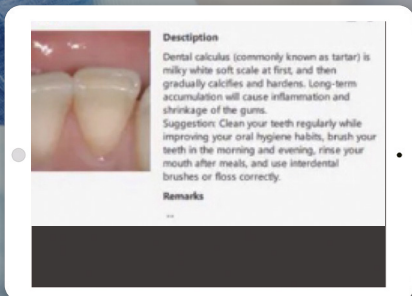 Desctiption
Dental calculus (commonly known as tartar) is
milky white soft scale at first, and then
gradually calcifies and hardens. Long-term
accumulation will cause inflammation and
shrinkage of the gums.
Suggestion: Clean your teeth regularly while
improving your oral hygiene habits, brush your
teeth in the morning and evening, rinse your
mouth after meals, and use interdental
brushes or floss correctly.
Remarks
--